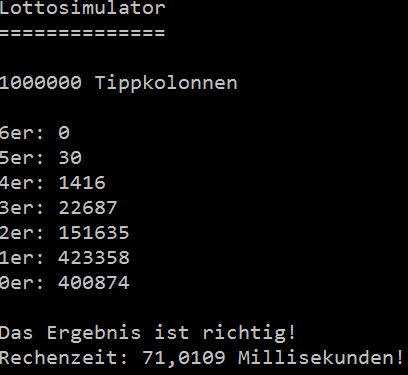 Lottosimulator
==============
1000000 Tippkolonnen
6er: 0
5er: 30
4er: 1416
3er: 22687
2er: 151635
1er: 423358
0er: 400874
Das Ergebnis ist richtig!
Rechenzeit: 71,0109 Millisekunden!